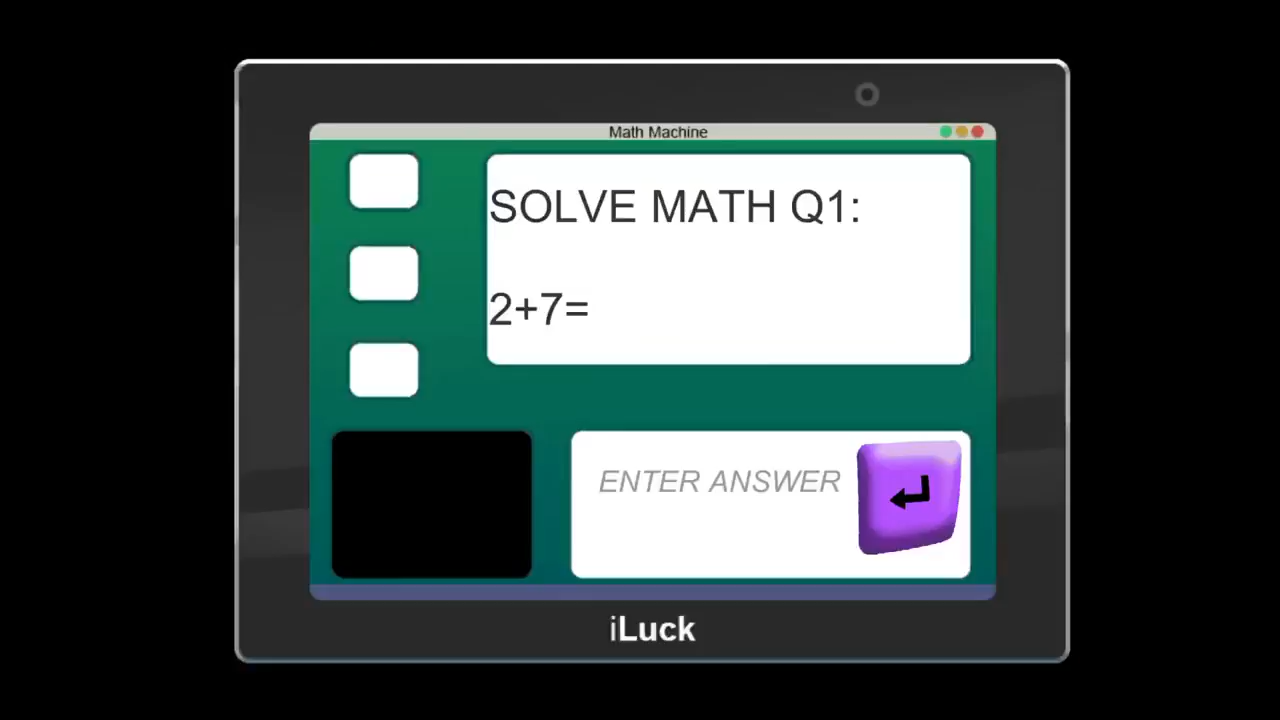 Math Machine
SOLVE MATH Q1:
2+7=
ENTER ANSWER
iLuck